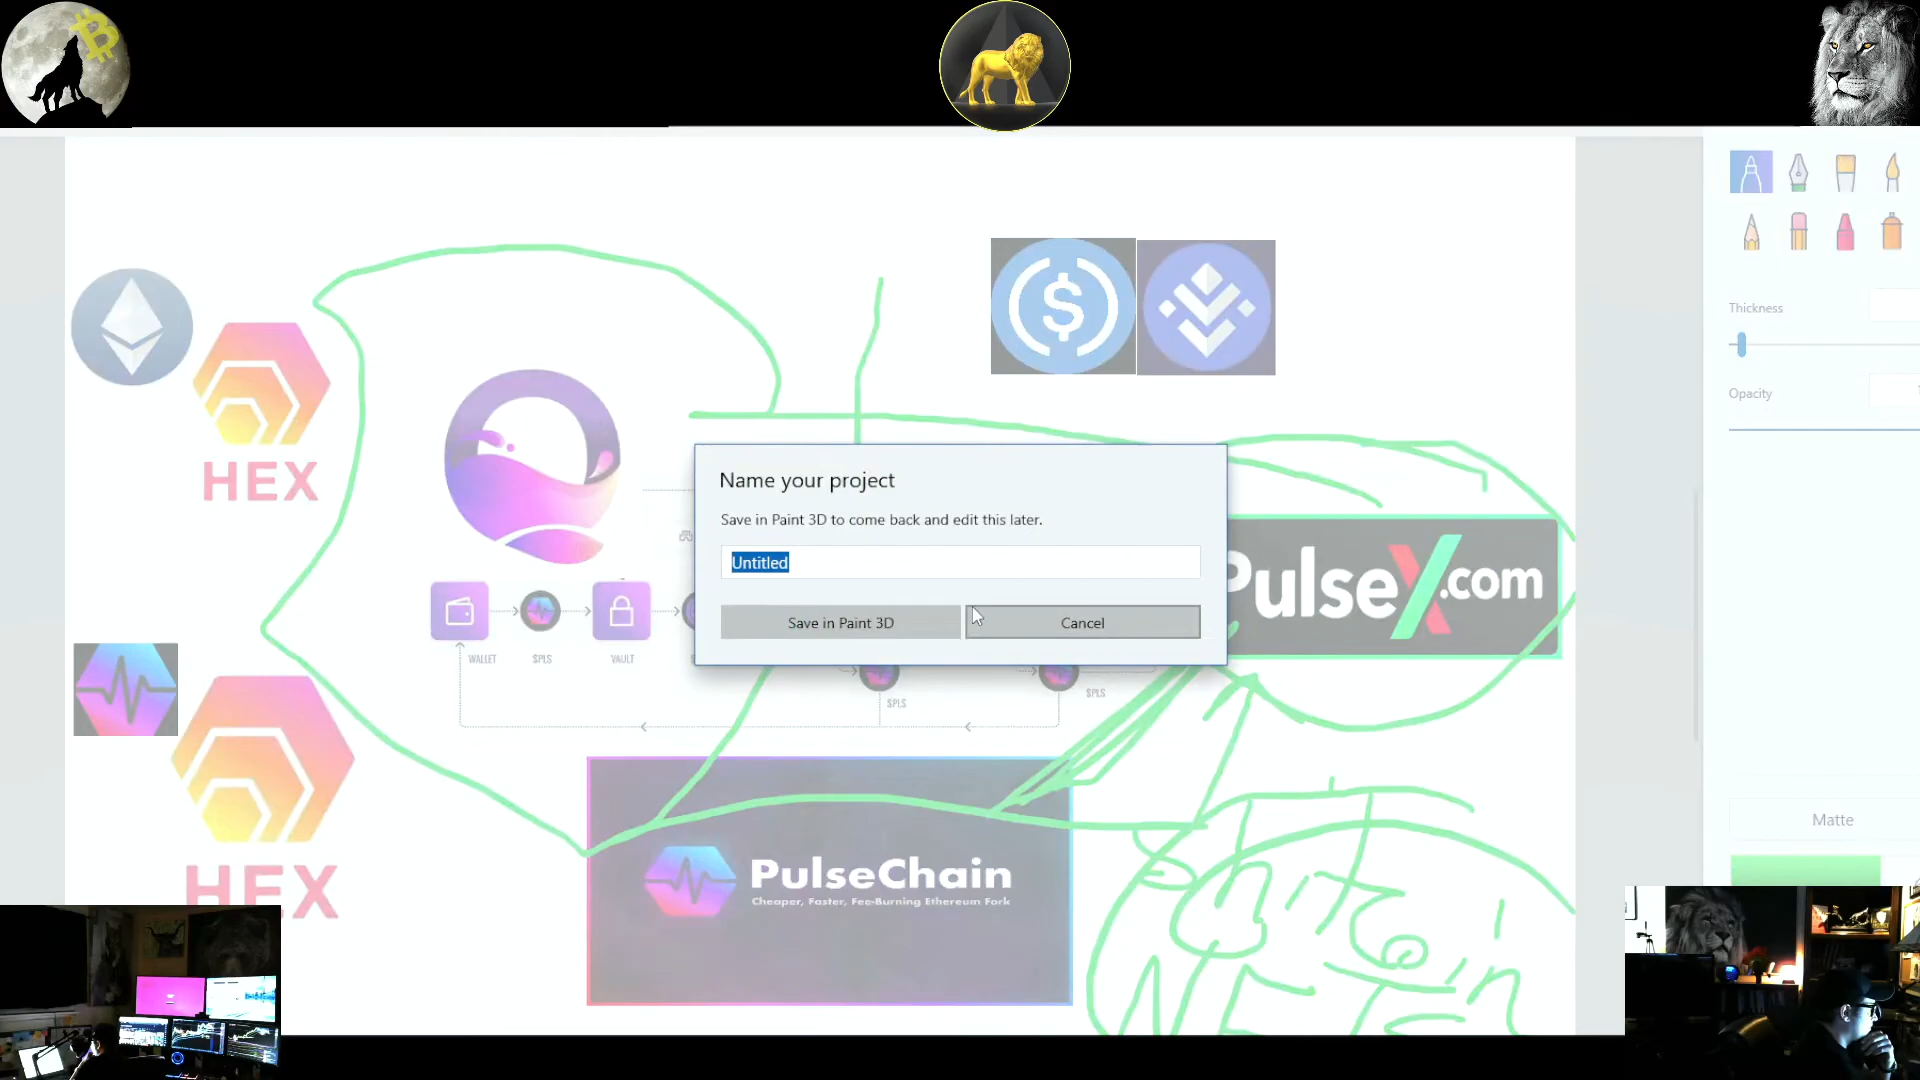 Thickness
HEX
Opacity
Name your project
Save in Paint 3D to come back and edit this later.
Untitled
Save in Paint 3D
Cancel
PulseX.com
WALLET
$PLS
VAULT
$PLS
$PLS
HEX
Matte
PulseChain
Cheaper, Faster, Fee-Burning Ethereum Fork